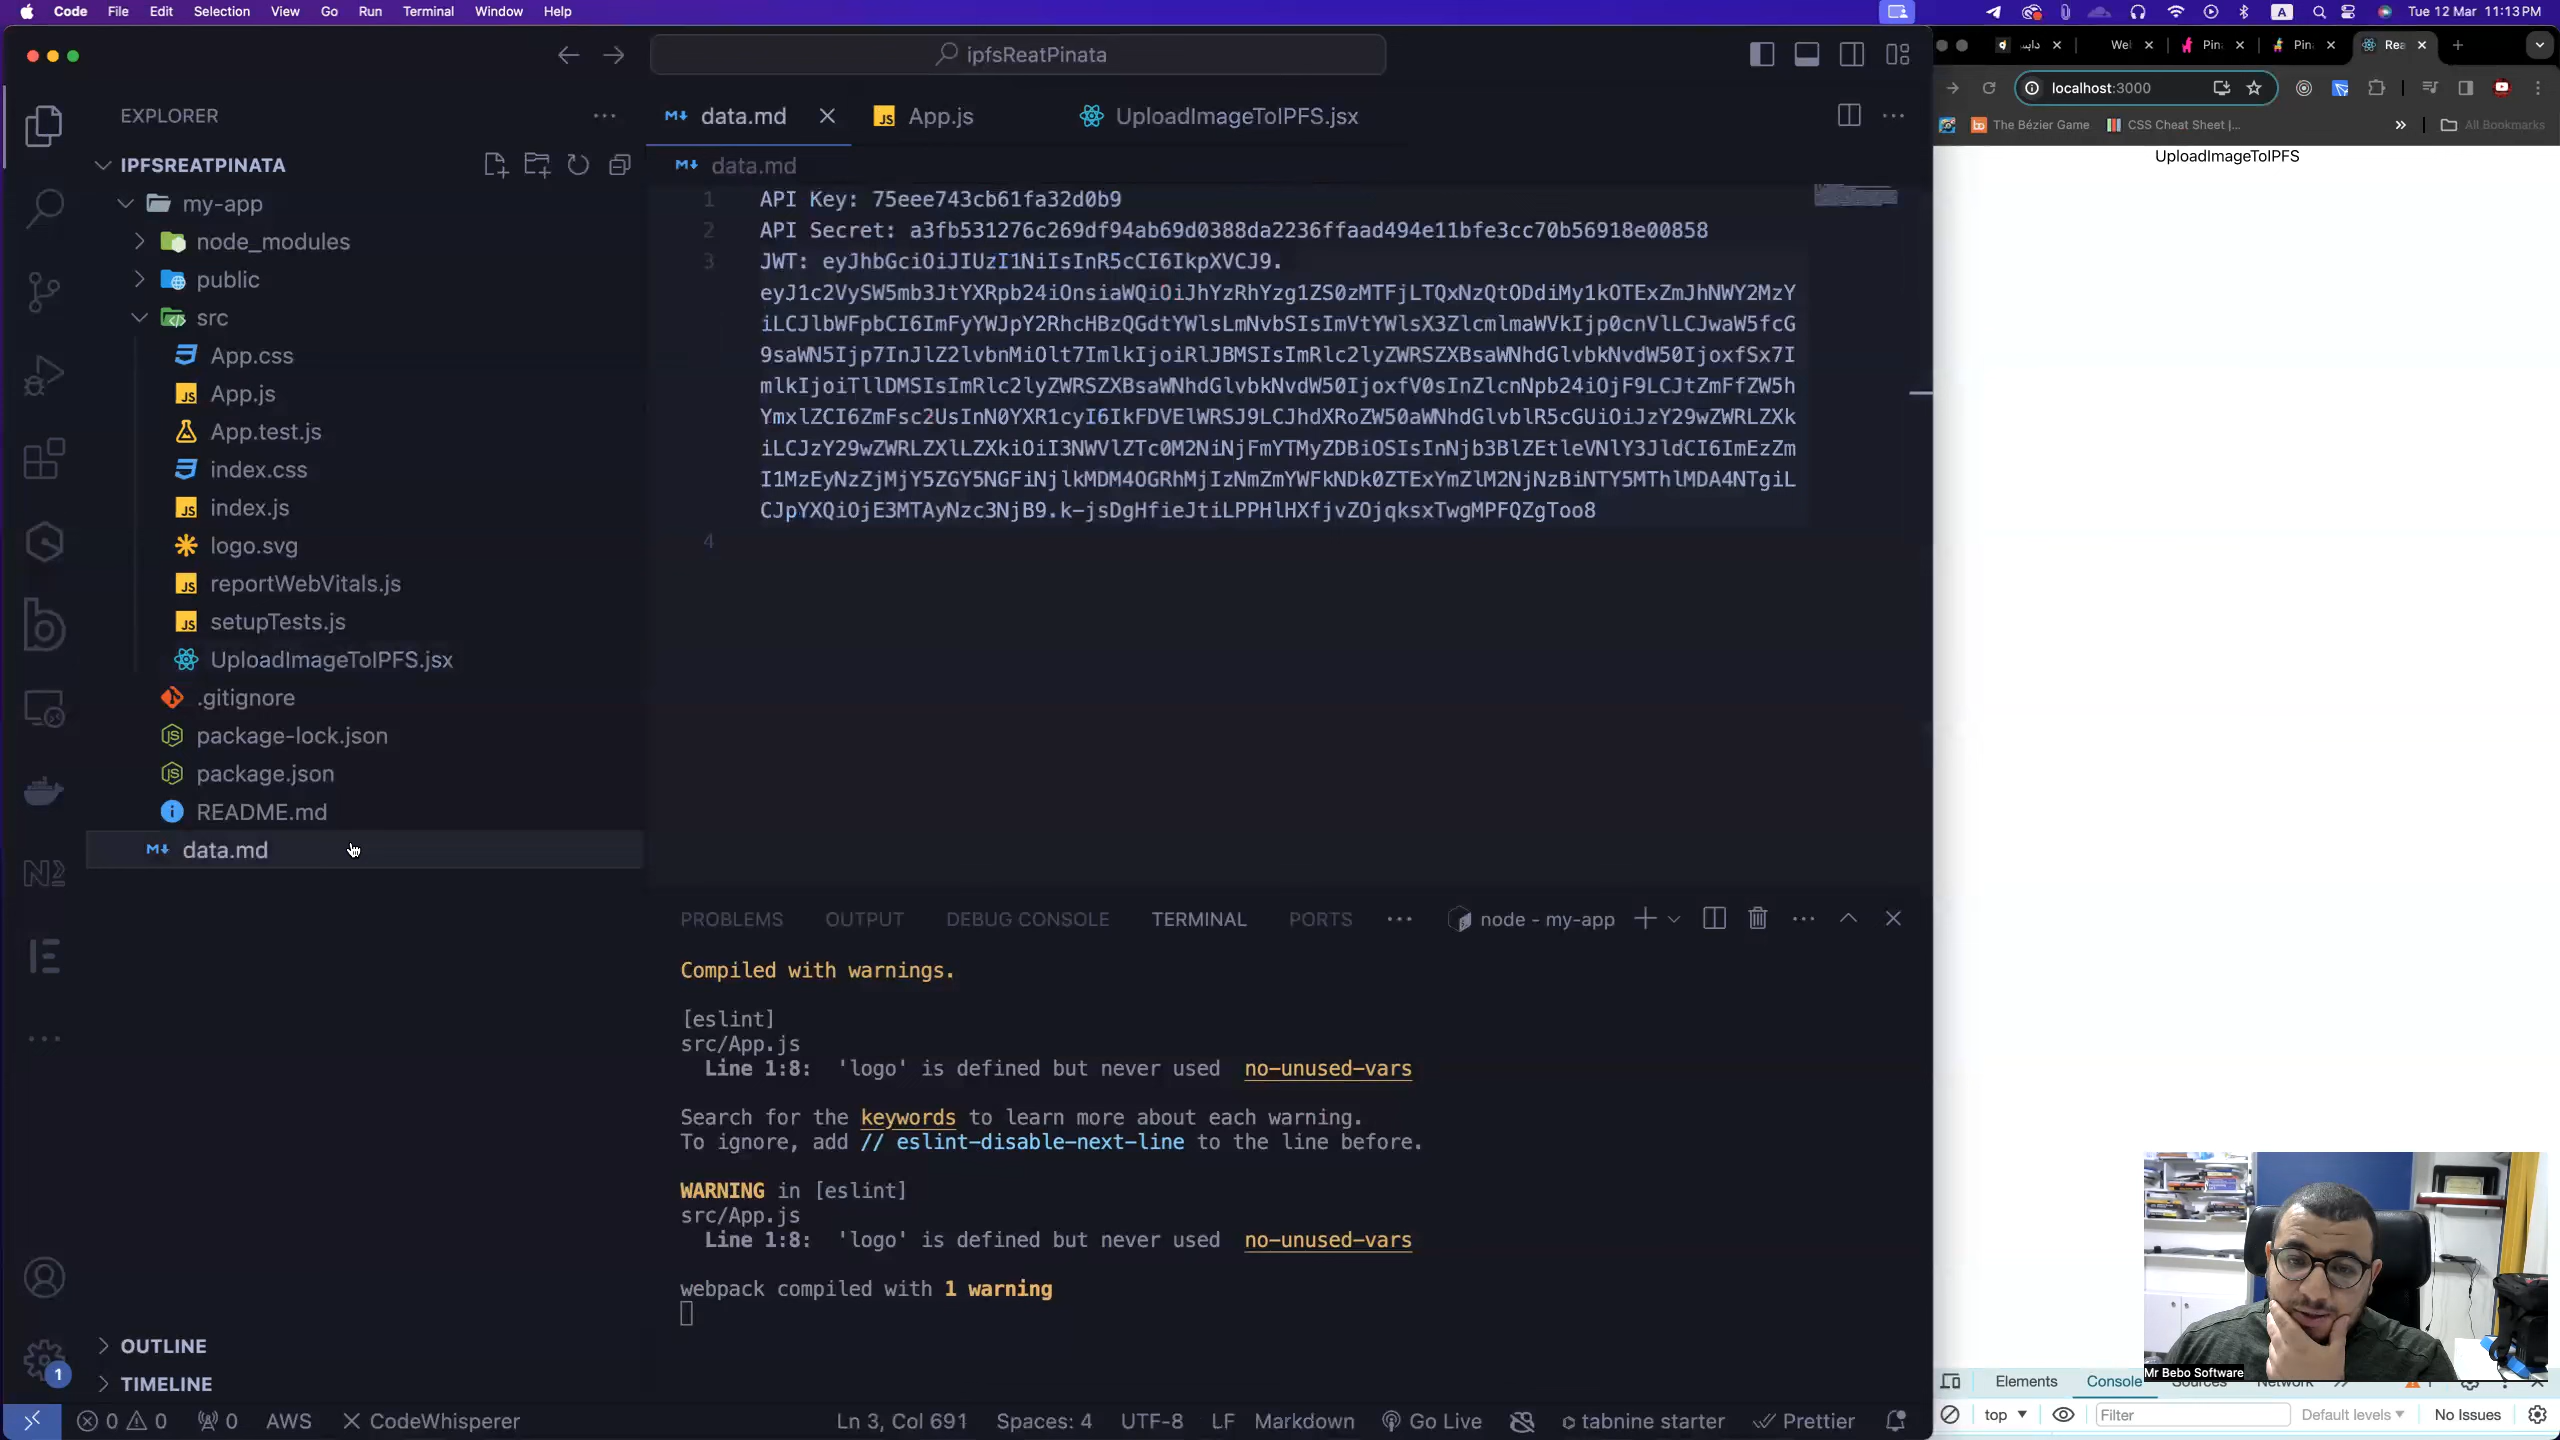 Code File Edit Selection View Go Run Terminal Window Help
A Tue 12 Mar 11:13 PM
ipfsReatPinata
دابس Wel Pin Pin Rea
localhost:3000
The Bézier Game CSS Cheat Sheet |... » All Bookmarks
UploadImageToIPFS
EXPLORER
IPFSREATPINATA
my-app
node_modules
public
src
App.css
App.js
App.test.js
index.css
index.js
logo.svg
reportWebVitals.js
setupTests.js
UploadImageToIPFS.jsx
.gitignore
package-lock.json
package.json
README.md
data.md
OUTLINE
TIMELINE
data.md App.js UploadImageToIPFS.jsx
data.md
1 API Key: 75eee743cb61fa32d0b9
2 API Secret: a3fb531276c269df94ab69d0388da2236ffaad494e11bfe3cc70b56918e00858
3 JWT: eyJhbGciOiJIUzI1NiIsInR5cCI6IkpXVCJ9.
eyJ1c2VySW5mb3JtYXRpb24iOnsiaWQiOiJhYzRhYzg1ZS0zMTFjLTQxNzQtODdiMy1kOTExZmJhNWY2MzY
iLCJlbWFpbCI6ImFyYWJpY2RhcHBzQGdtYWlsLmNvbSIsImVtYWlsX3ZlcmlmaWVkIjp0cnVlLCJwaW5fcG
9saWN5Ijp7InJlZ2lvbnMiOlt7ImlkIjoiRlJBMSIsImRlc2lyZWRSZXBsaWNhdGlvbkNvdW50IjoxfSx7I
mlkIjoiTllDMSIsImRlc2lyZWRSZXBsaWNhdGlvbkNvdW50IjoxfV0sInZlcnNpb24iOjF9LCJtZmFfZW5h
YmxlZCI6ZmFsc2UsInN0YXR1cyI6IkFDVElWRSJ9LCJhdXRoZW50aWNhdGlvblR5cGUiOiJzY29wZWRLZXk
iLCJzY29wZWRLZXlLZXkiOiI3NWVlZTc0M2NiNjFmYTMyZDBiOSIsInNjb3BlZEtleVNlY3JldCI6ImEzZm
I1MzEyNzZjMjY5ZGY5NGFiNjlkMDM4OGRhMjIzNmZmYWFkNDk0ZTExYmZlM2NjNzBiNTY5MThlMDA4NTgiL
CJpYXQiOjE3MTAyNzc3NjB9.k-jsDgHfieJtiLPPHlHXfjvZOjqksxTwgMPFQZgToo8
4
PROBLEMS OUTPUT DEBUG CONSOLE TERMINAL PORTS node - my-app
Compiled with warnings.
[eslint]
src/App.js
Line 1:8: 'logo' is defined but never used no-unused-vars
Search for the keywords to learn more about each warning.
To ignore, add // eslint-disable-next-line to the line before.
WARNING in [eslint]
src/App.js
Line 1:8: 'logo' is defined but never used no-unused-vars
webpack compiled with 1 warning
Mr Bebo Software
Elements Console Sources Network »
top Filter Default levels No Issues
1
0 0 0 AWS CodeWhisperer Ln 3, Col 691 Spaces: 4 UTF-8 LF Markdown Go Live tabnine starter Prettier